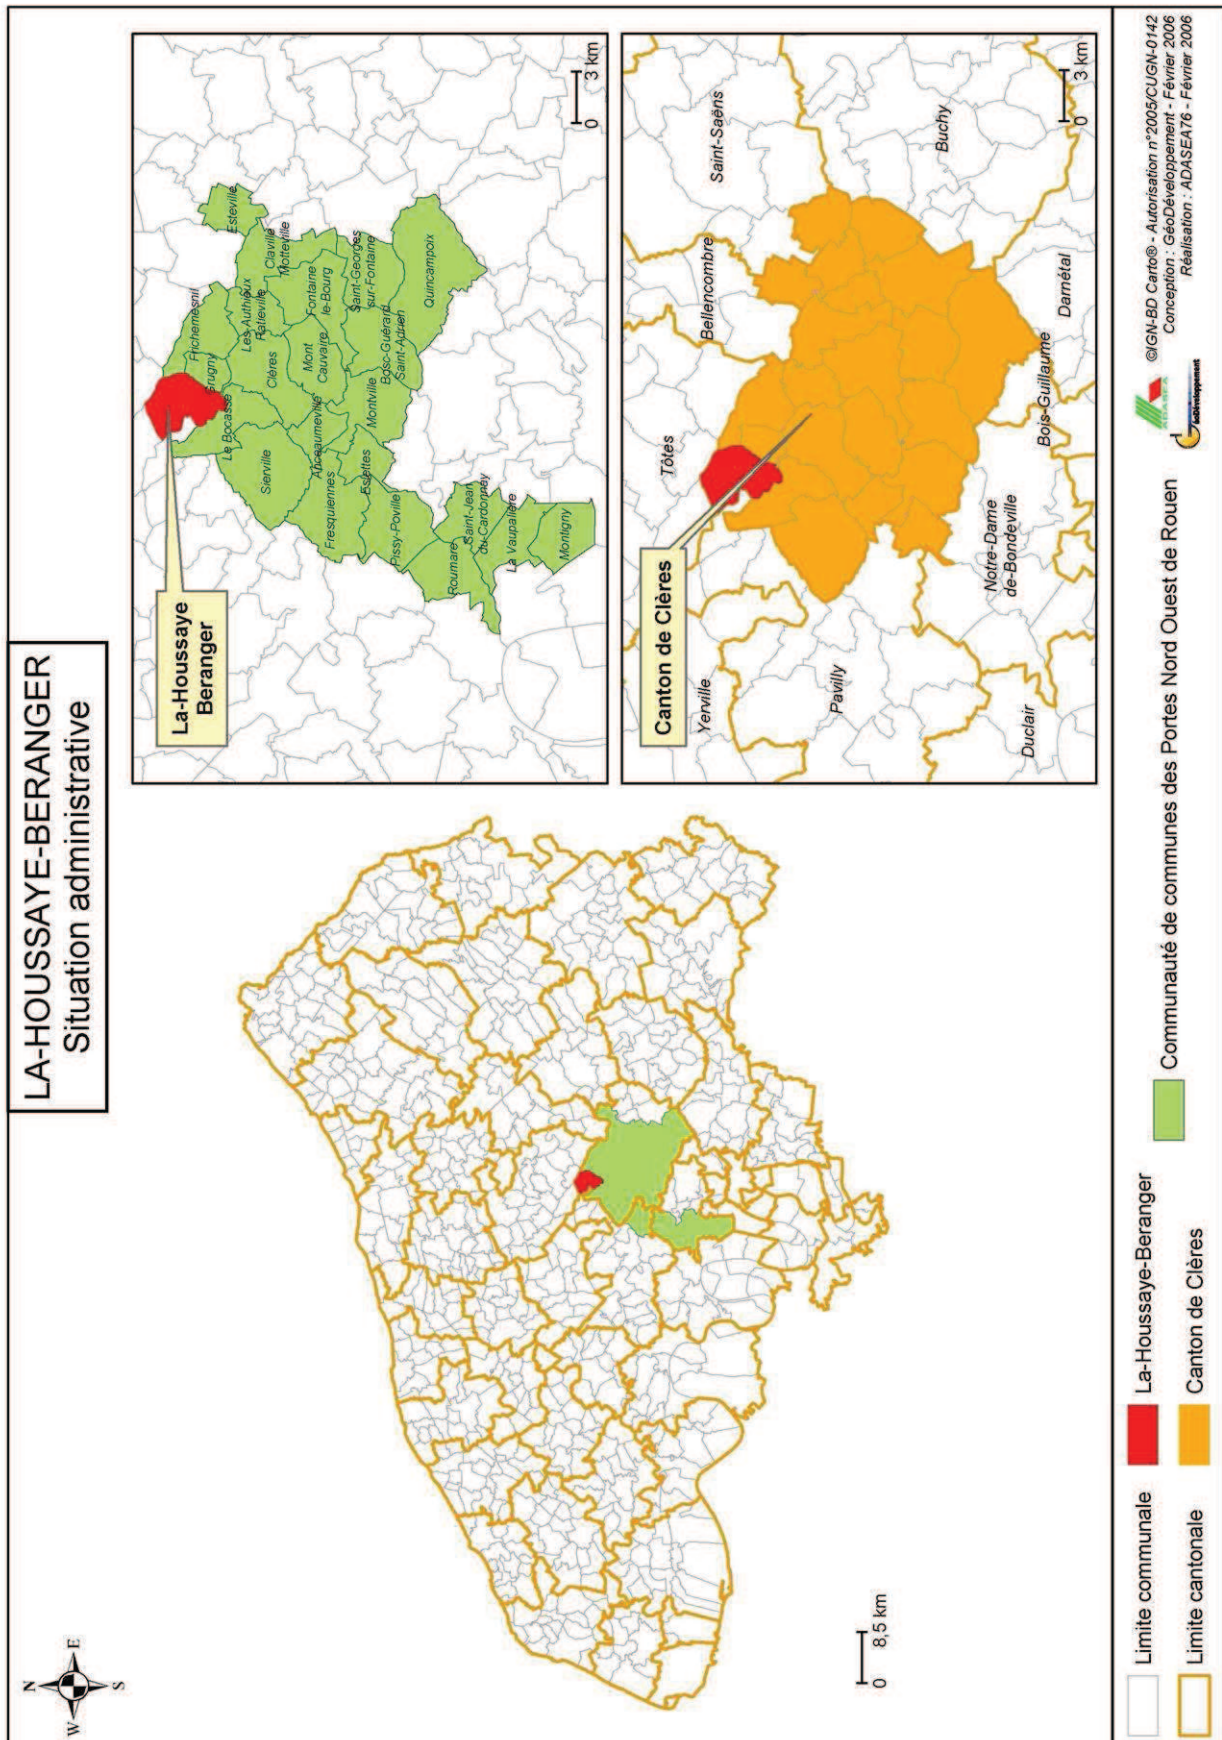 LA-HOUSSAYE-BERANGER
Situation administrative
N
W
E
S
0 8,5 km
La-Houssaye
Beranger
Esteville
Frichemesnil
Grugny
Les-Authieux
Ratieville
Claville
Motteville
Le Bocasse
Clères
Sierville
Fontaine
le-Bourg
Mont
Cauvaire
Anceaumeville
Fresquiennes
Saint-Georges
sur-Fontaine
Eslettes
Montville
Bosc-Guérard
Saint-Adrien
Pissy-Poville
Quincampoix
Roumare
Saint-Jean
du-Cardonnay
La Vaupalière
Montigny
0 3 km
Canton de Clères
Tôtes
Bellencombre
Saint-Saëns
Yerville
Pavilly
Buchy
Notre-Dame
de-Bondeville
Bois-Guillaume
Duclair
Darnétal
0 3 km
Limite communale
La-Houssaye-Beranger
Communauté de communes des Portes Nord Ouest de Rouen
Limite cantonale
Canton de Clères
ADASEA
GéoDéveloppement
©IGN-BD Carto® - Autorisation n°2005/CUGN-0142
Conception : GéoDéveloppement - Février 2006
Réalisation : ADASEA76 - Février 2006